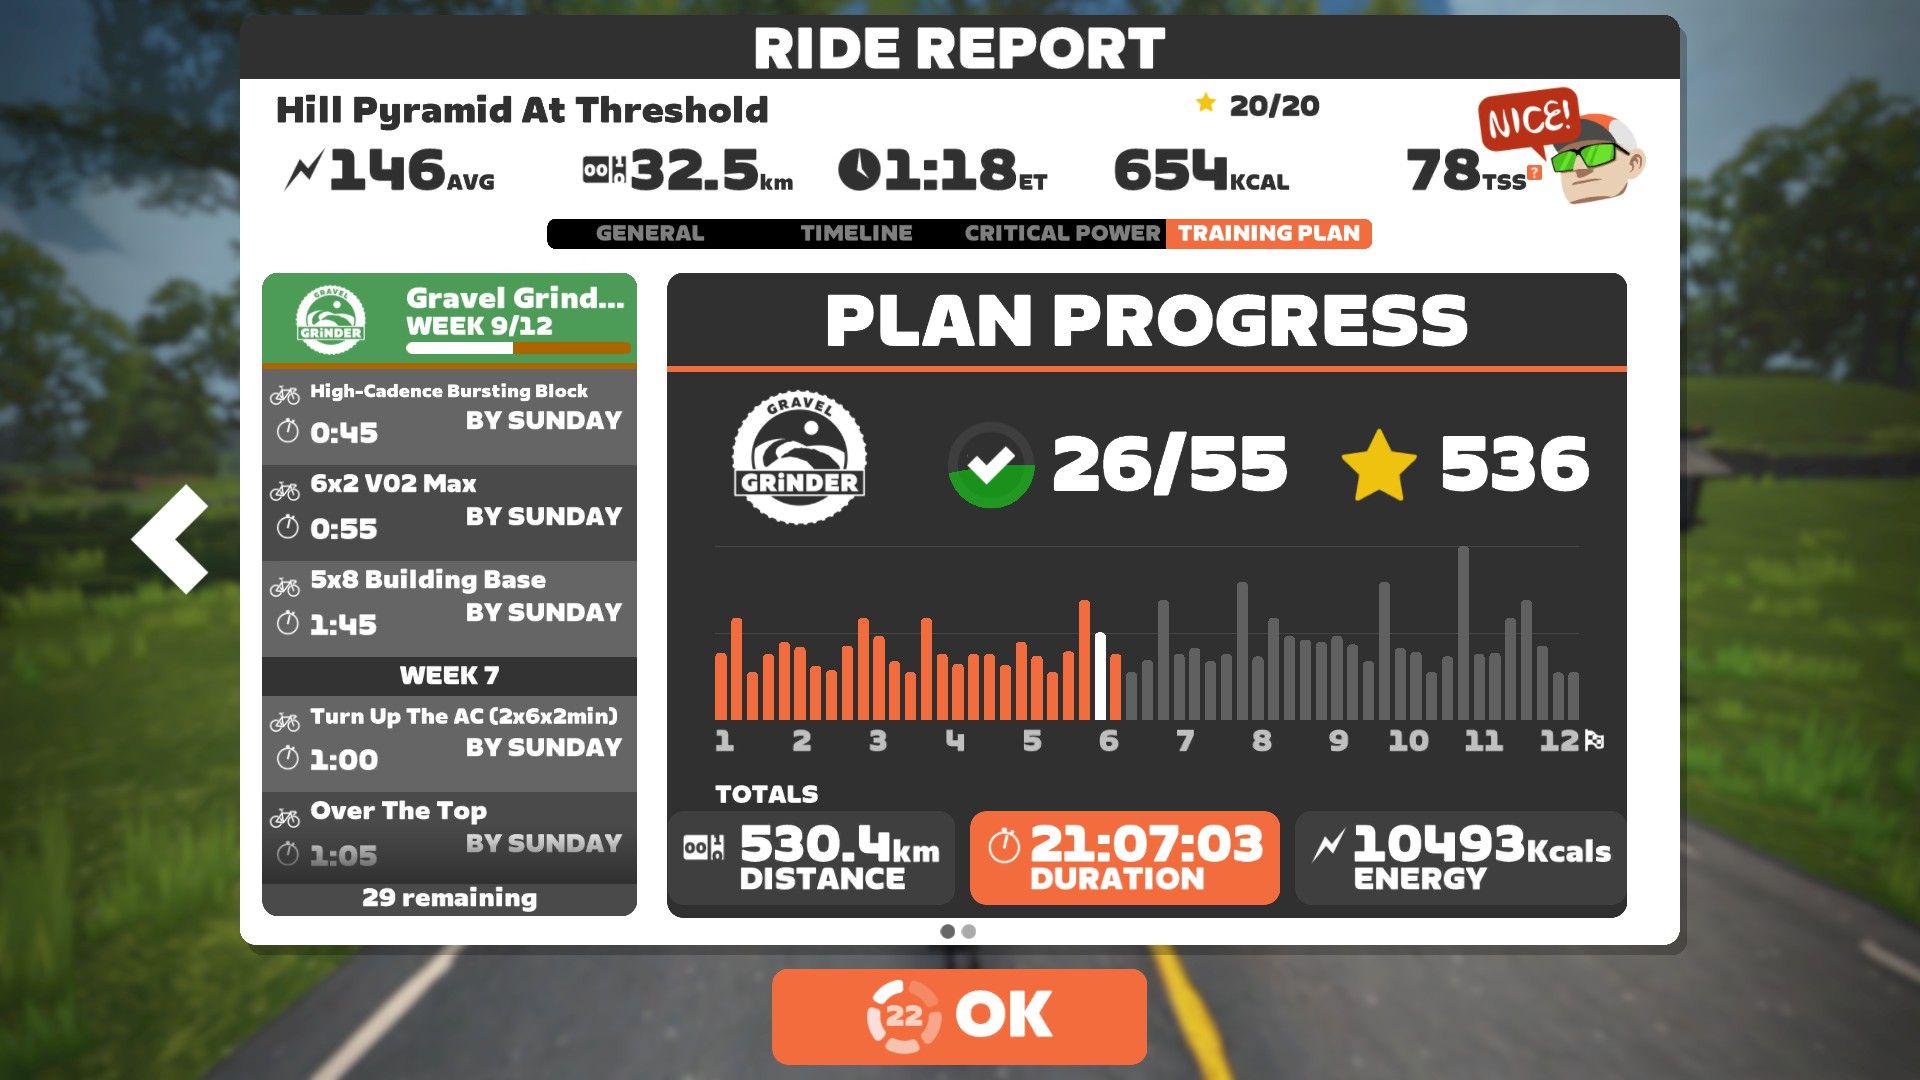 RIDE REPORT
Hill Pyramid At Threshold
20/20
NICE!
146AVG
32.5km
1:18ET
654KCAL
78TSS?
GENERAL
TIMELINE
CRITICAL POWER
TRAINING PLAN
GRAVEL
GRiNDER
Gravel Grind...
WEEK 9/12
High-Cadence Bursting Block
0:45
BY SUNDAY
6x2 V02 Max
0:55
BY SUNDAY
5x8 Building Base
1:45
BY SUNDAY
WEEK 7
Turn Up The AC (2x6x2min)
1:00
BY SUNDAY
Over The Top
1:05
BY SUNDAY
29 remaining
PLAN PROGRESS
GRAVEL
GRiNDER
26/55
536
1 2 3 4 5 6 7 8 9 10 11 12
TOTALS
530.4km
DISTANCE
21:07:03
DURATION
10493Kcals
ENERGY
22 OK